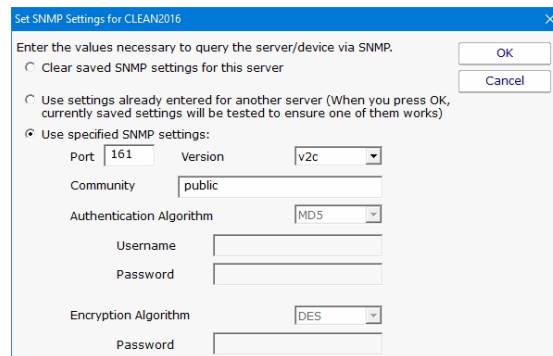 Set SNMP Settings for CLEAN2016
Enter the values necessary to query the server/device via SNMP.
OK
Clear saved SNMP settings for this server
Cancel
Use settings already entered for another server (When you press OK,
currently saved settings will be tested to ensure one of them works)
Use specified SNMP settings:
Port 161 Version v2c
Community public
Authentication Algorithm MD5
Username
Password
Encryption Algorithm DES
Password